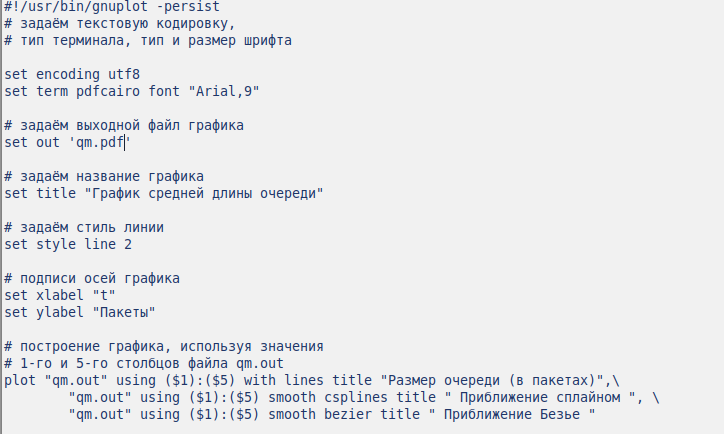 #!/usr/bin/gnuplot -persist
# задаём текстовую кодировку,
# тип терминала, тип и размер шрифта
set encoding utf8
set term pdfcairo font "Arial,9"
# задаём выходной файл графика
set out 'qm.pdf'
# задаём название графика
set title "График средней длины очереди"
# задаём стиль линии
set style line 2
# подписи осей графика
set xlabel "t"
set ylabel "Пакеты"
# построение графика, используя значения
# 1-го и 5-го столбцов файла qm.out
plot "qm.out" using ($1):($5) with lines title "Размер очереди (в пакетах)",\
"qm.out" using ($1):($5) smooth csplines title " Приближение сплайном ", \
"qm.out" using ($1):($5) smooth bezier title " Приближение Безье "